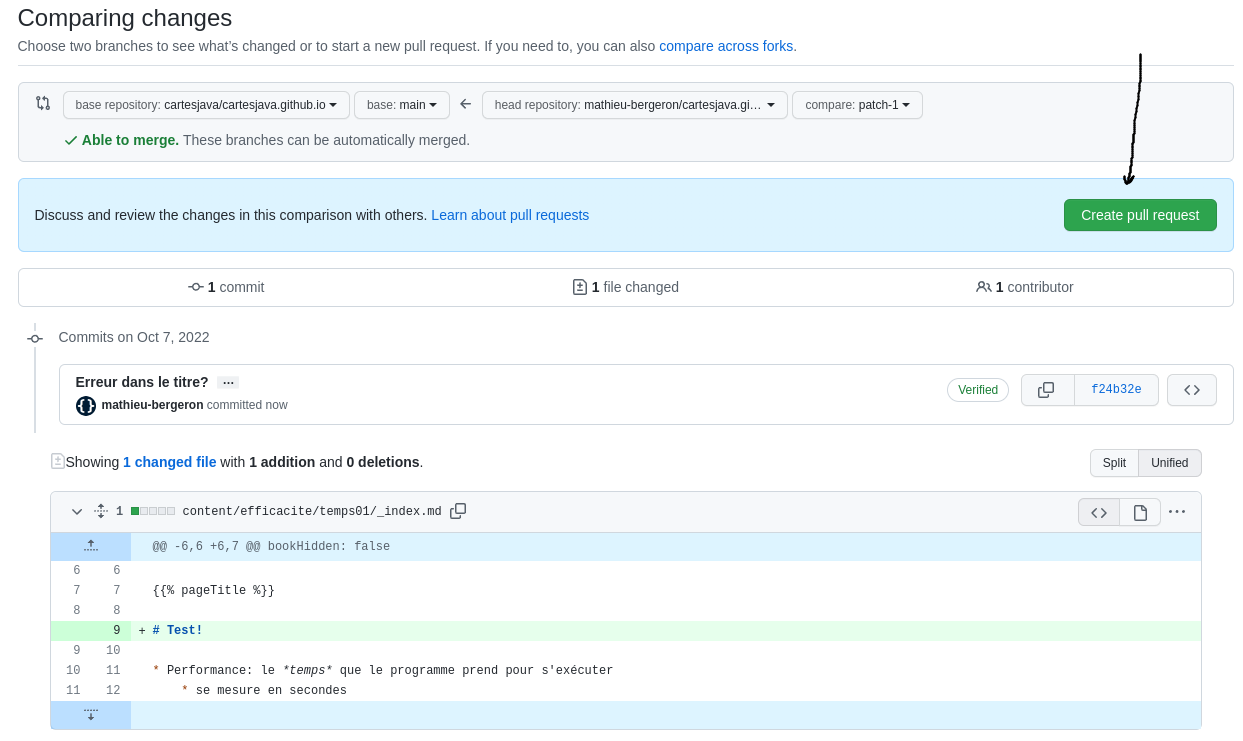 Comparing changes
Choose two branches to see what's changed or to start a new pull request. If you need to, you can also compare across forks.
base repository: cartesjava/cartesjava.github.io base: main head repository: mathieu-bergeron/cartesjava.gi… compare: patch-1
Able to merge. These branches can be automatically merged.
Discuss and review the changes in this comparison with others. Learn about pull requests Create pull request
1 commit 1 file changed 1 contributor
Commits on Oct 7, 2022
Erreur dans le titre? …
mathieu-bergeron committed now Verified f24b32e
Showing 1 changed file with 1 addition and 0 deletions. Split Unified
1 content/efficacite/temps01/_index.md
@@ -6,6 +6,7 @@ bookHidden: false
6 6
7 7 {{% pageTitle %}}
8 8
9 + # Test!
9 10
10 11 * Performance: le *temps* que le programme prend pour s'exécuter
11 12 * se mesure en secondes